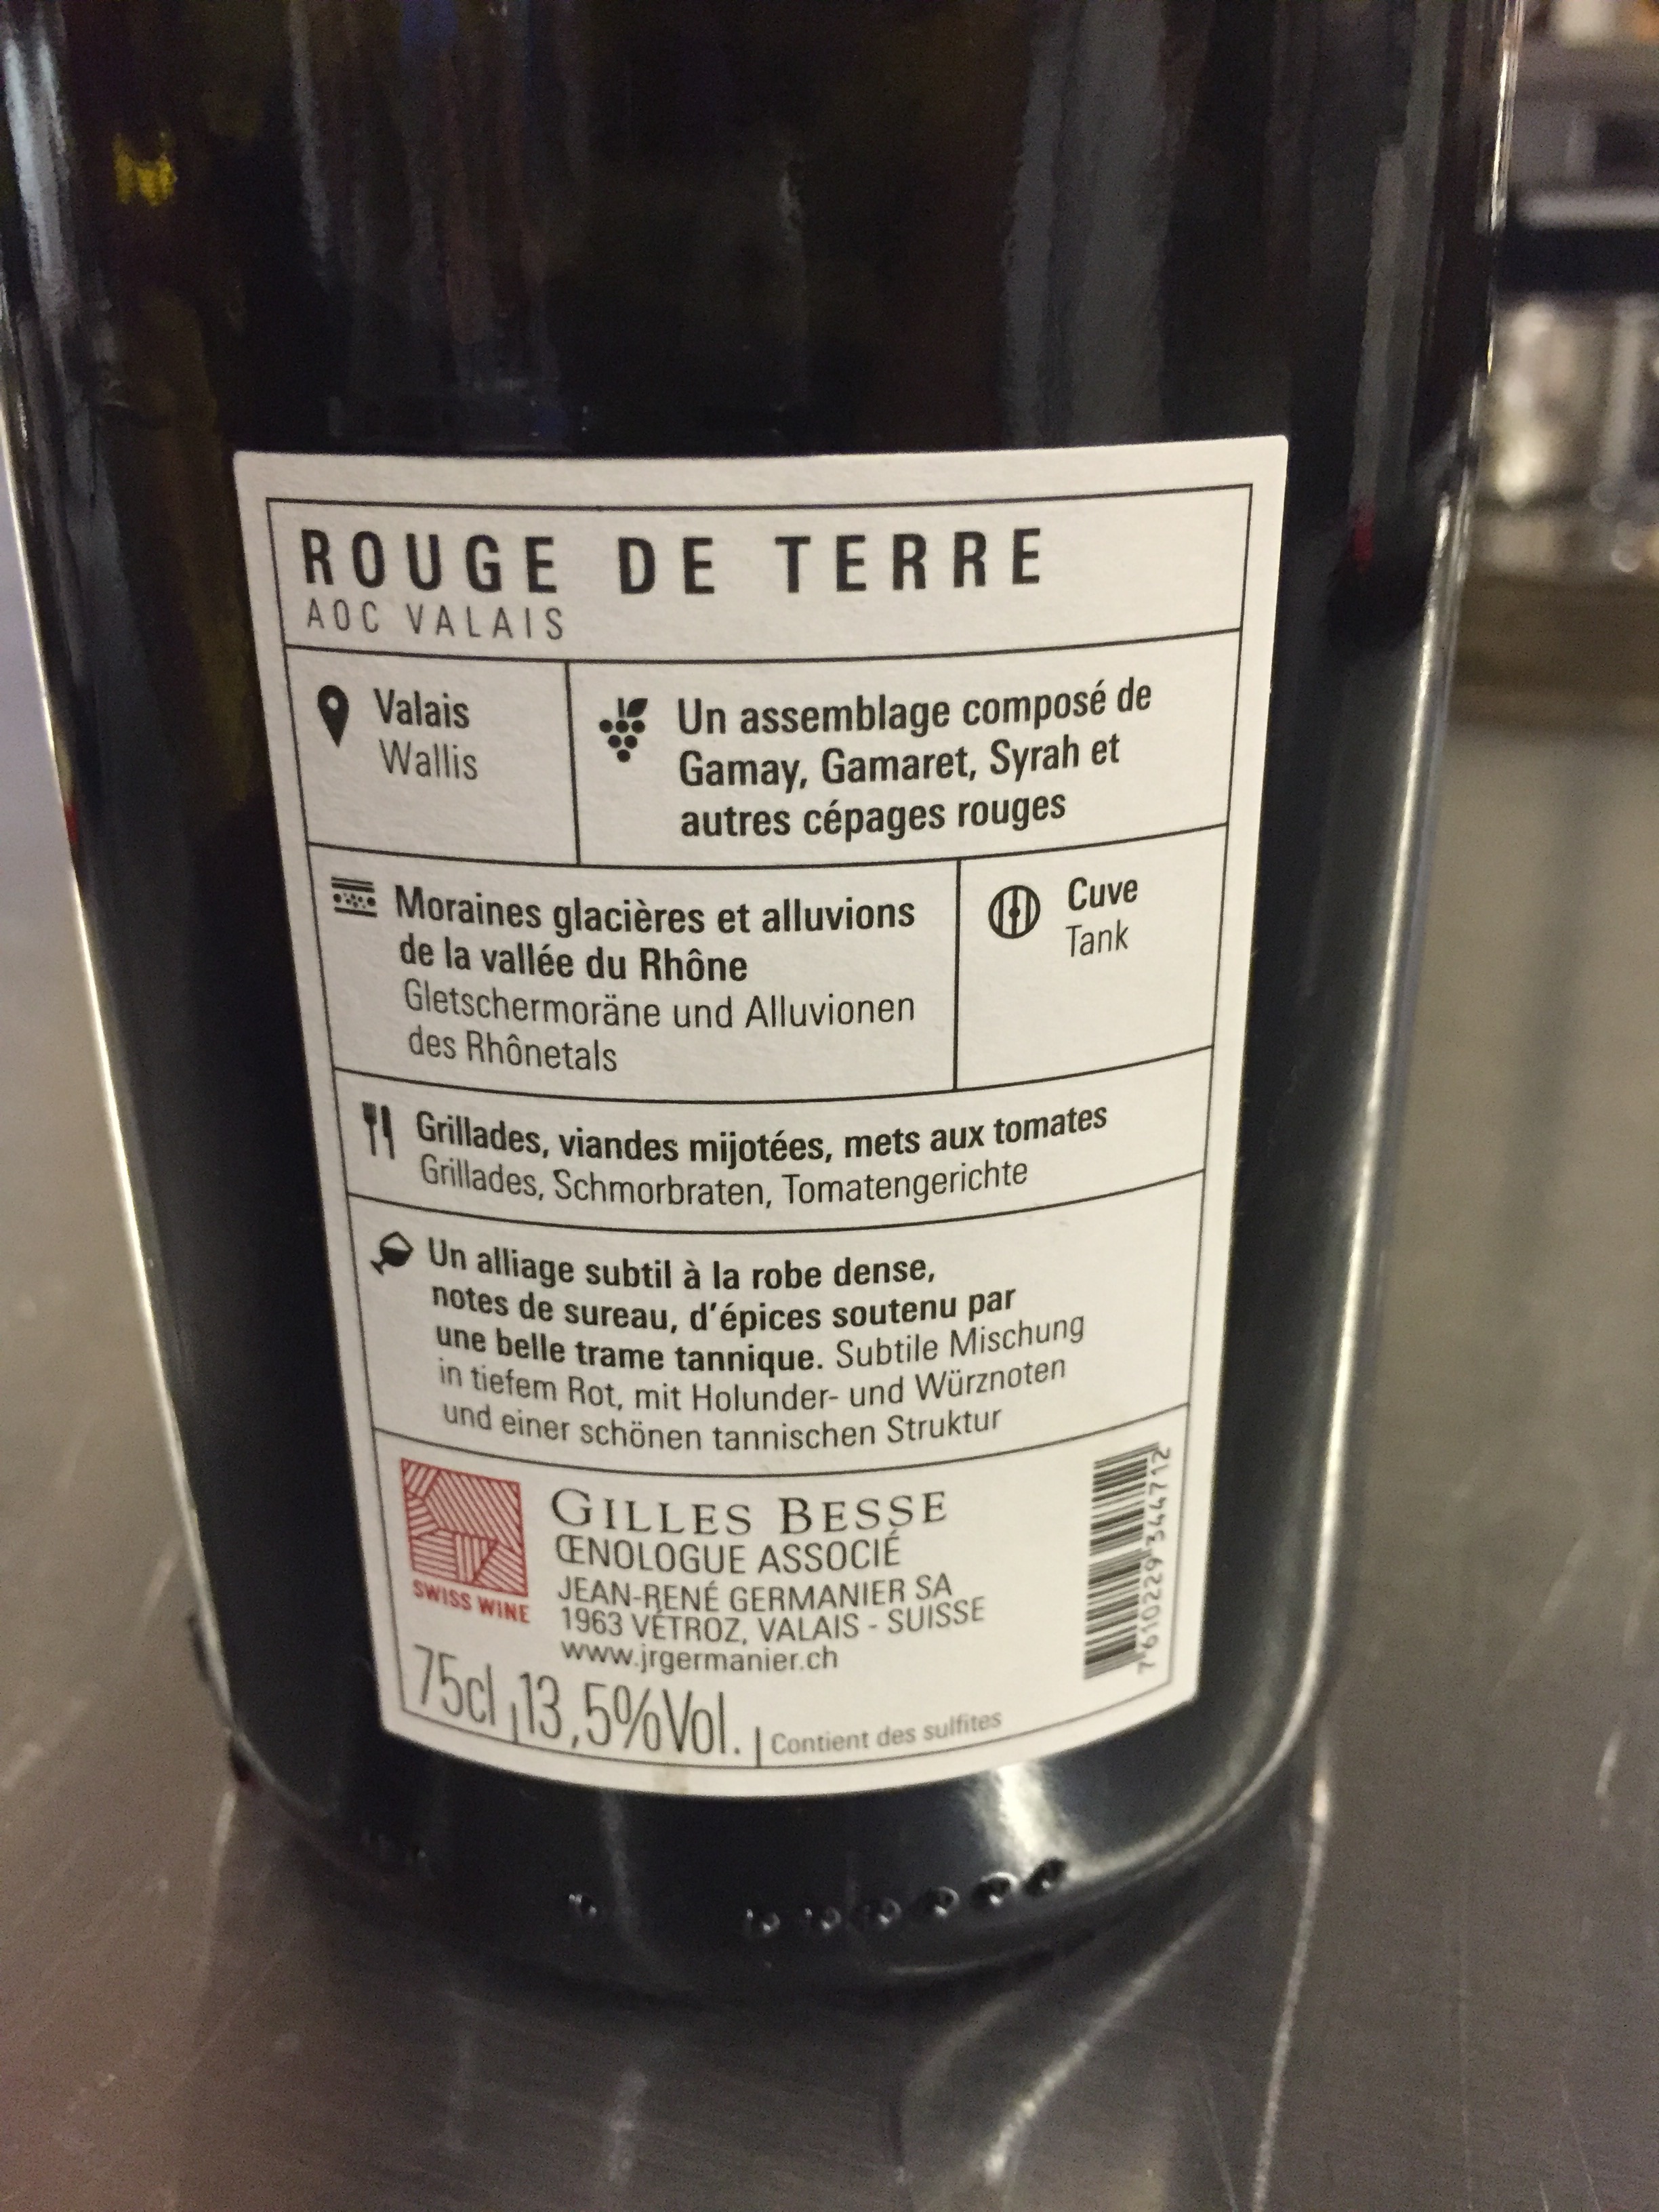 ROUGE DE TERRE
AOC VALAIS
Valais
Wallis
Un assemblage composé de
Gamay, Gamaret, Syrah et
autres cépages rouges
Moraines glacières et alluvions
de la vallée du Rhône
Gletschermoräne und Alluvionen
des Rhônetals
Cuve
Tank
Grillades, viandes mijotées, mets aux tomates
Grillades, Schmorbraten, Tomatengerichte
Un alliage subtil à la robe dense,
notes de sureau, d'épices soutenu par
une belle trame tannique. Subtile Mischung
in tiefem Rot, mit Holunder- und Würznoten
und einer schönen tannischen Struktur
SWISS WINE
GILLES BESSE
ŒNOLOGUE ASSOCIÉ
JEAN-RENÉ GERMANIER SA
1963 VÉTROZ, VALAIS - SUISSE
www.jrgermanier.ch
7610229344712
75cl | 13,5%Vol. | Contient des sulfites